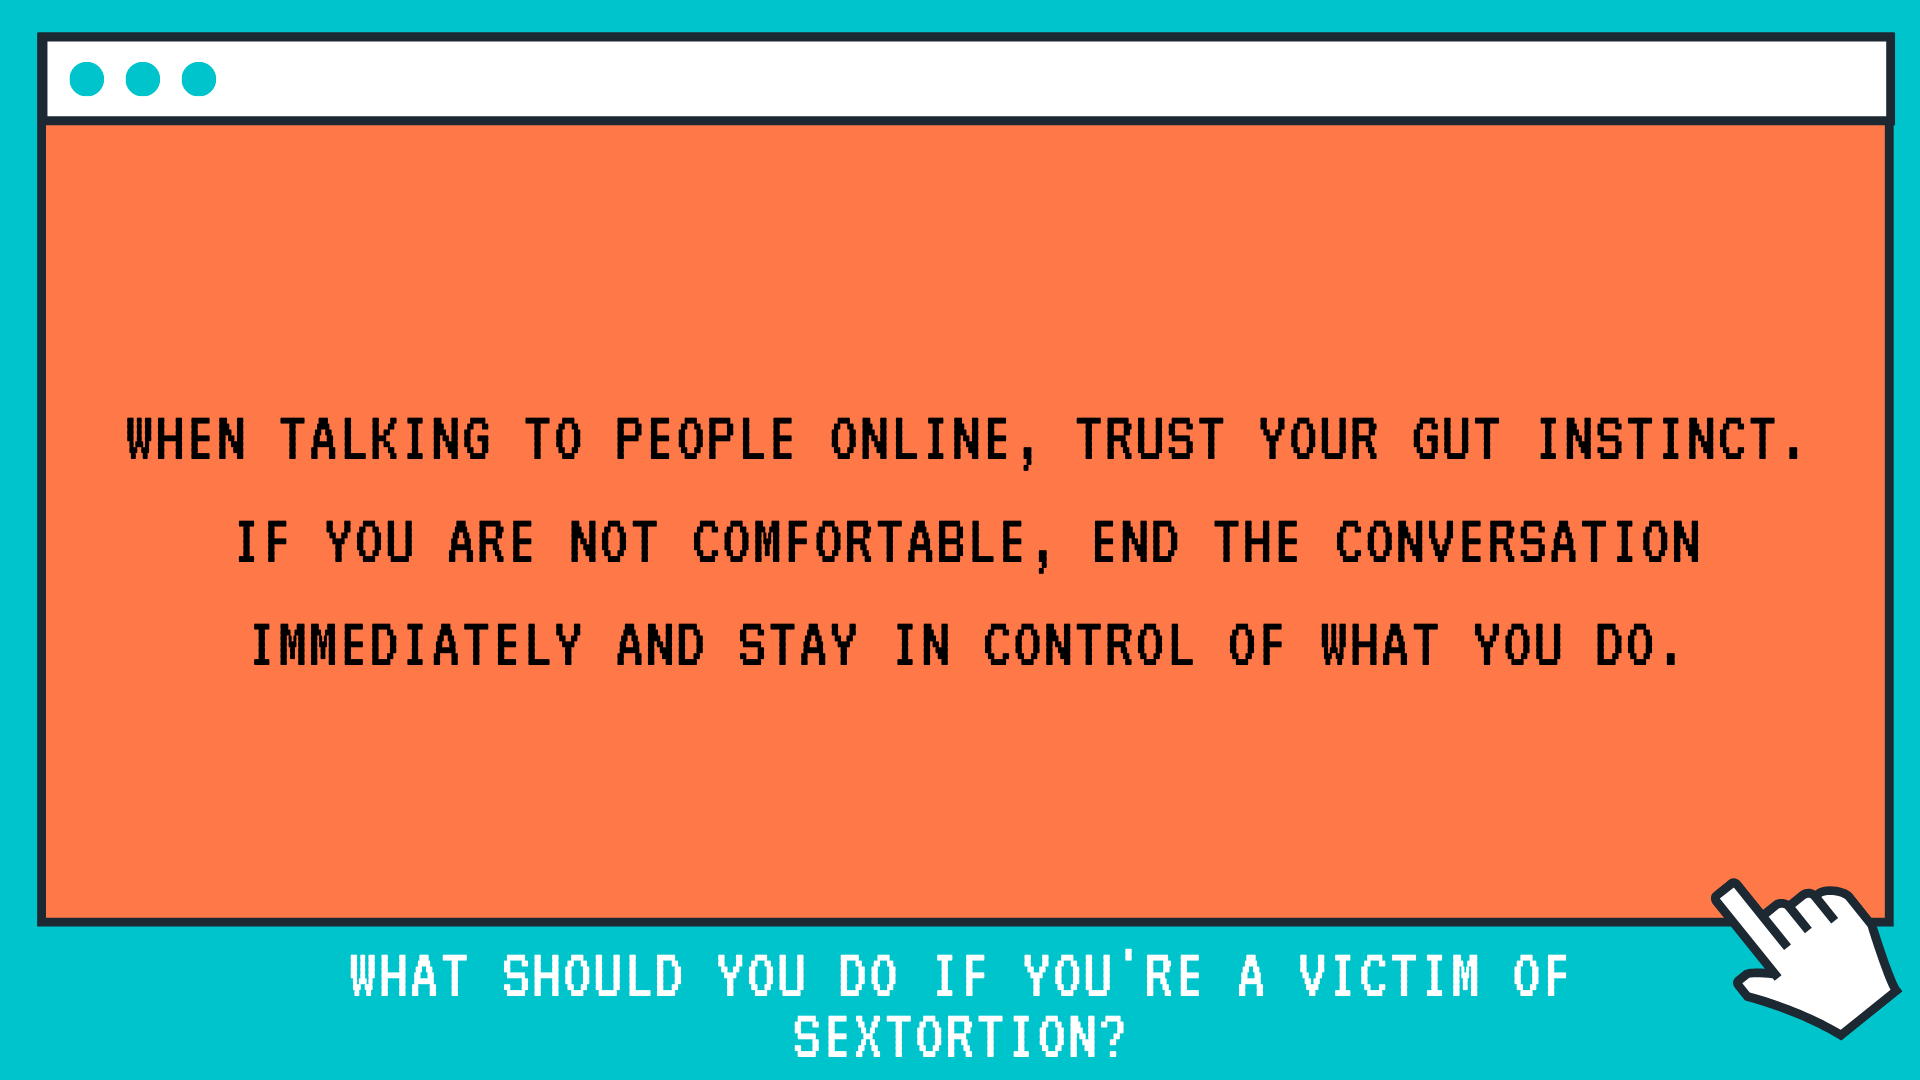 WHEN TALKING TO PEOPLE ONLINE, TRUST YOUR GUT INSTINCT.
IF YOU ARE NOT COMFORTABLE, END THE CONVERSATION
IMMEDIATELY AND STAY IN CONTROL OF WHAT YOU DO.
WHAT SHOULD YOU DO IF YOU'RE A VICTIM OF
SEXTORTION?